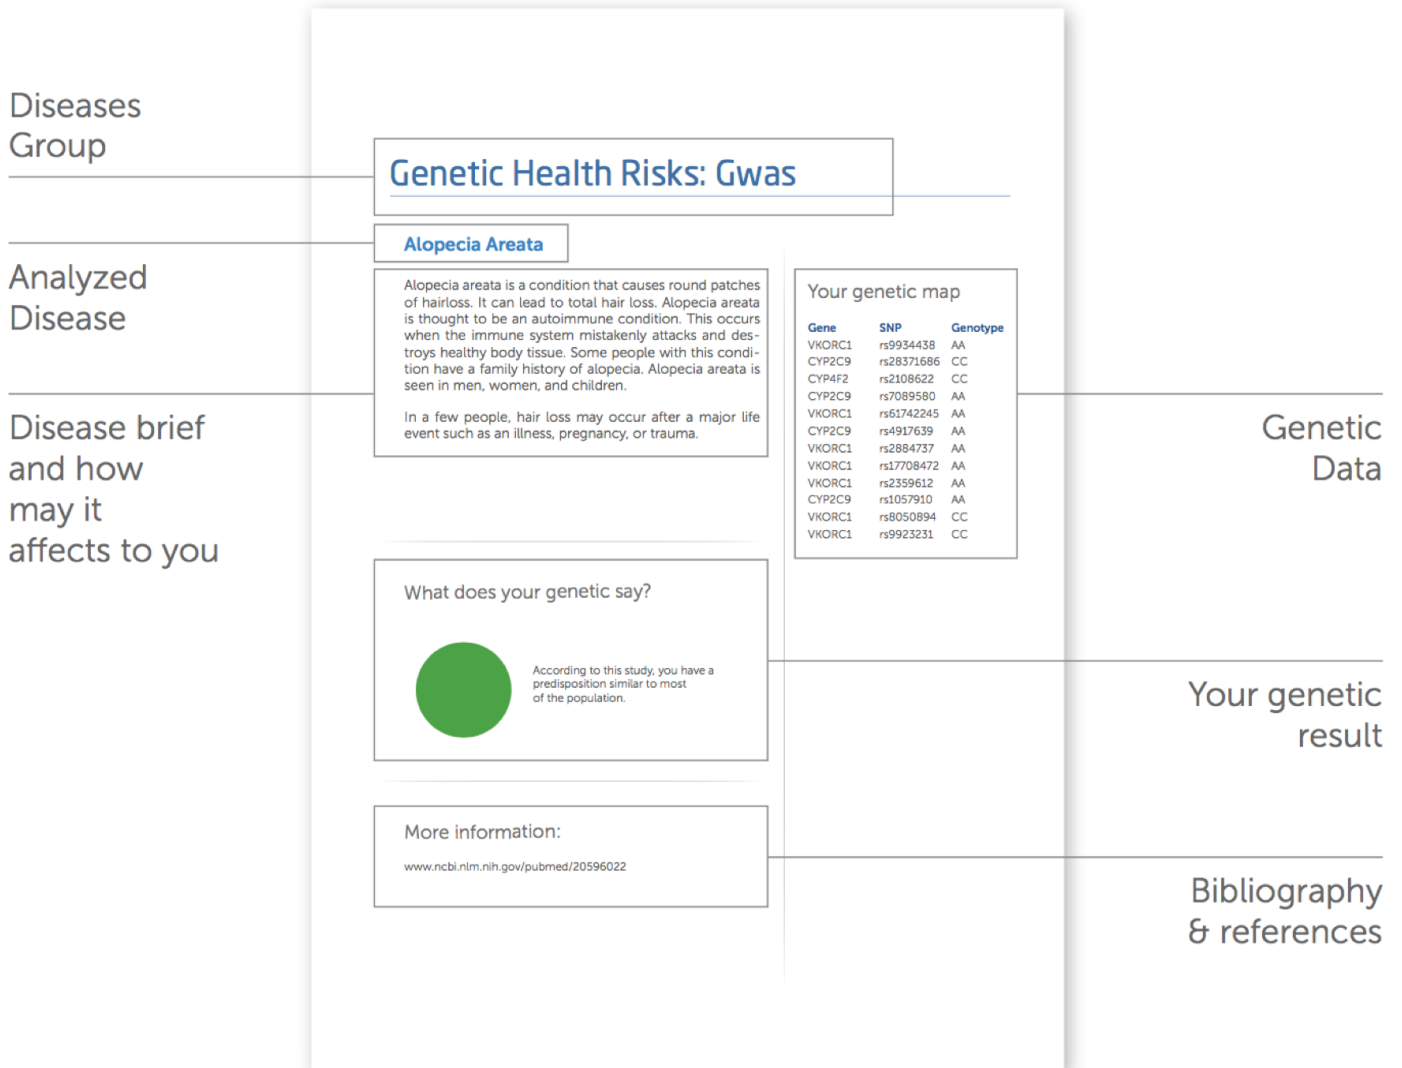 Diseases
Group
Genetic Health Risks: Gwas
Alopecia Areata
Analyzed
Disease
Alopecia areata is a condition that causes round patches
of hairloss. It can lead to total hair loss. Alopecia areata
is thought to be an autoimmune condition. This occurs
when the immune system mistakenly attacks and des-
troys healthy body tissue. Some people with this condi-
tion have a family history of alopecia. Alopecia areata is
seen in men, women, and children.
In a few people, hair loss may occur after a major life
event such as an illness, pregnancy, or trauma.
Disease brief
and how
may it
affects to you
Your genetic map
Gene SNP Genotype
VKORC1 rs9934438 AA
CYP2C9 rs28371686 CC
CYP4F2 rs2108622 CC
CYP2C9 rs7089580 AA
VKORC1 rs61742245 AA
CYP2C9 rs4917639 AA
VKORC1 rs2884737 AA
VKORC1 rs17708472 AA
VKORC1 rs2359612 AA
CYP2C9 rs1057910 AA
VKORC1 rs8050894 CC
VKORC1 rs9923231 CC
Genetic
Data
What does your genetic say?
According to this study, you have a
predisposition similar to most
of the population.
Your genetic
result
More information:
www.ncbi.nlm.nih.gov/pubmed/20596022
Bibliography
& references